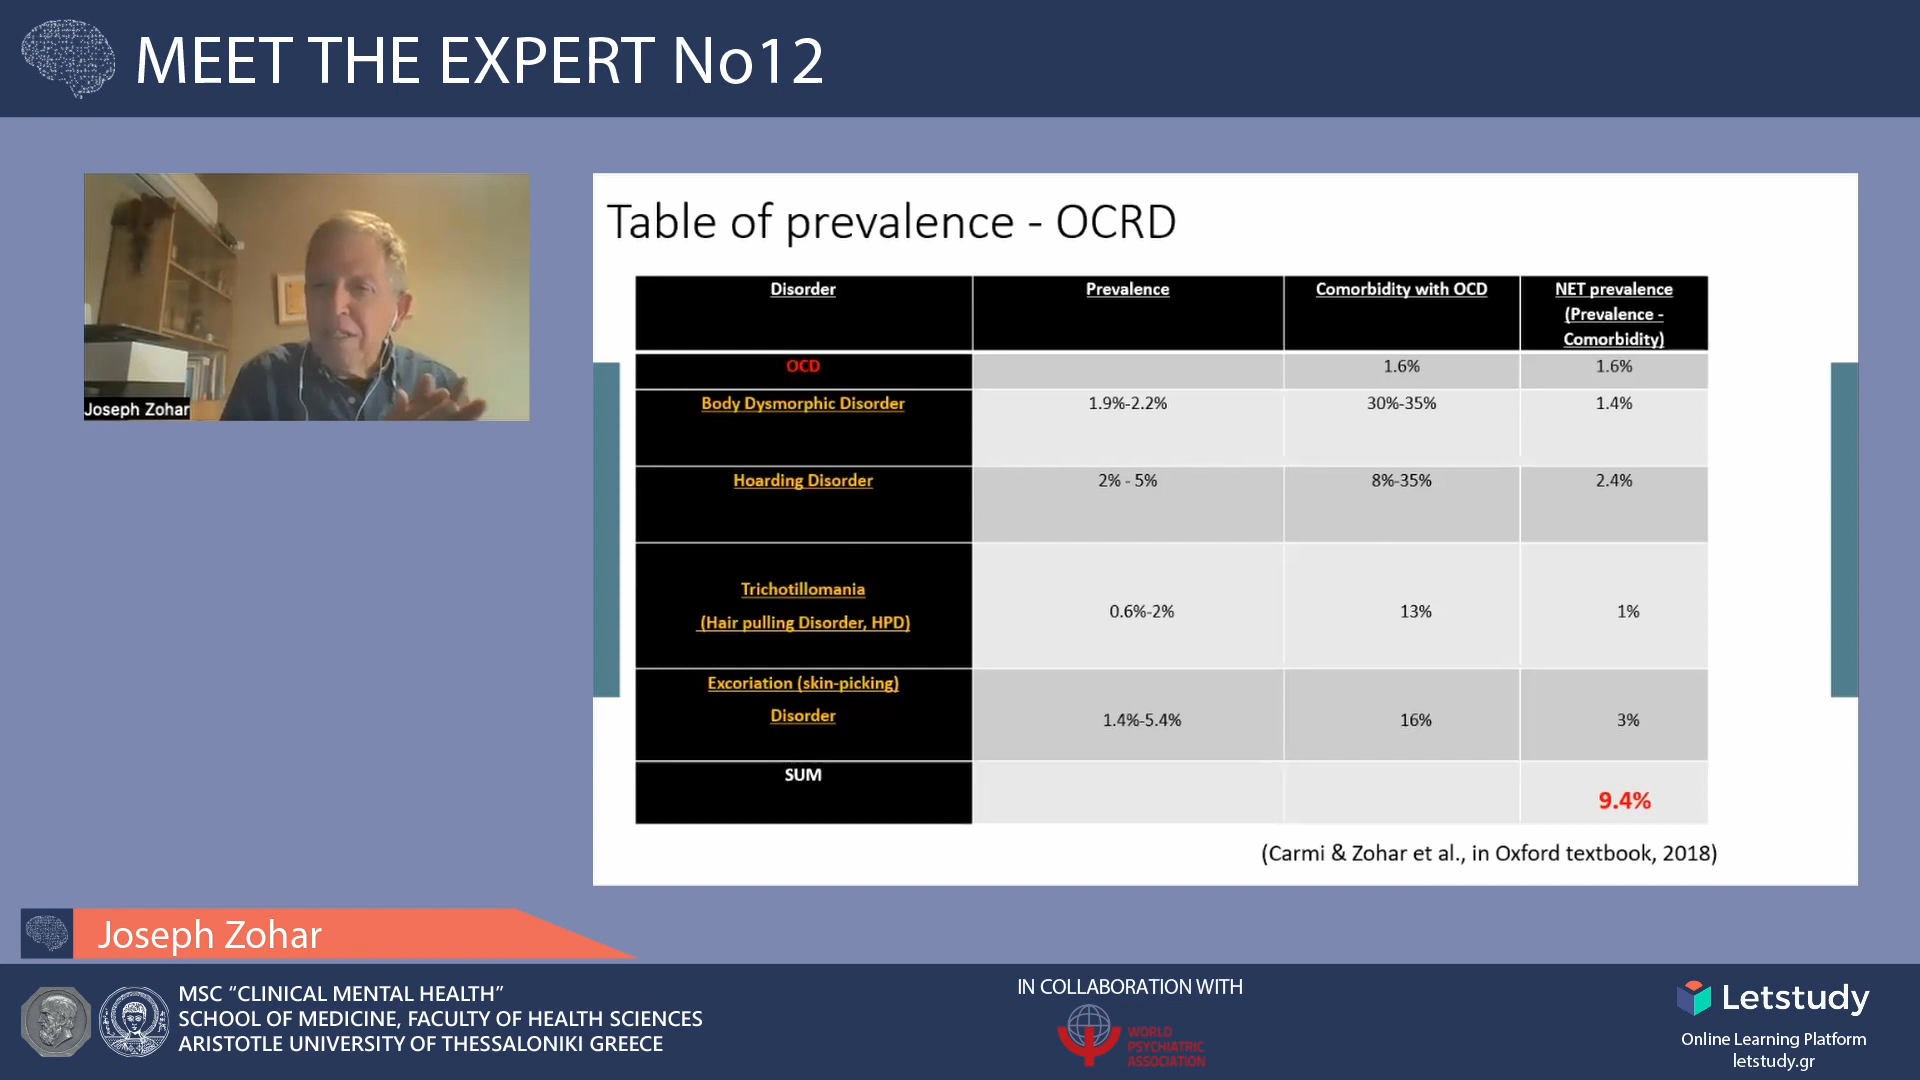 MEET THE EXPERT No12
Joseph Zohar
Table of prevalence - OCRD
Disorder
Prevalence
Comorbidity with OCD
NET prevalence
(Prevalence -
Comorbidity)
OCD
1.6%
1.6%
Body Dysmorphic Disorder
1.9%-2.2%
30%-35%
1.4%
Hoarding Disorder
2% - 5%
8%-35%
2.4%
Trichotillomania
(Hair pulling Disorder, HPD)
0.6%-2%
13%
1%
Excoriation (skin-picking)
Disorder
1.4%-5.4%
16%
3%
SUM
9.4%
(Carmi & Zohar et al., in Oxford textbook, 2018)
Joseph Zohar
MSC “CLINICAL MENTAL HEALTH”
SCHOOL OF MEDICINE, FACULTY OF HEALTH SCIENCES
ARISTOTLE UNIVERSITY OF THESSALONIKI GREECE
IN COLLABORATION WITH
WORLD
PSYCHIATRIC
ASSOCIATION
Letstudy
Online Learning Platform
letstudy.gr